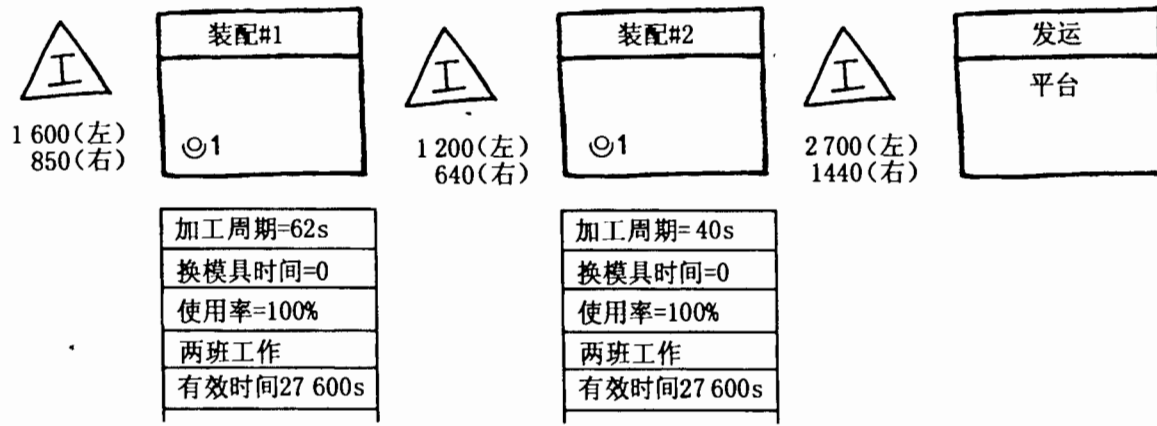 工
1 600(左)
850(右)
装配#1
1
加工周期=62s
换模具时间=0
使用率=100%
两班工作
有效时间27 600s
工
1 200(左)
640(右)
装配#2
1
加工周期=40s
换模具时间=0
使用率=100%
两班工作
有效时间27 600s
工
2 700(左)
1440(右)
发运
平台